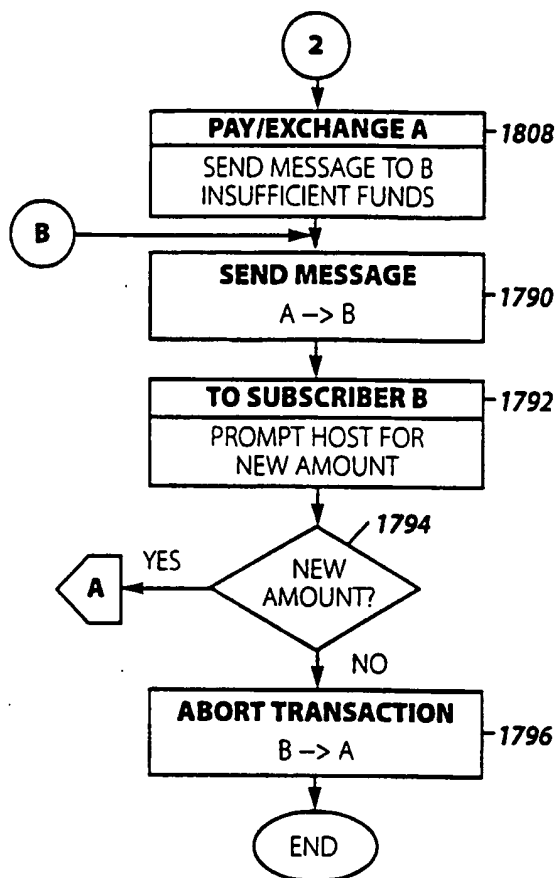 2
PAY/EXCHANGE A
1808
SEND MESSAGE TO B
INSUFFICIENT FUNDS
B
SEND MESSAGE
1790
A –> B
TO SUBSCRIBER B
1792
PROMPT HOST FOR
NEW AMOUNT
1794
YES
A
NEW
AMOUNT?
NO
ABORT TRANSACTION
1796
B –> A
END